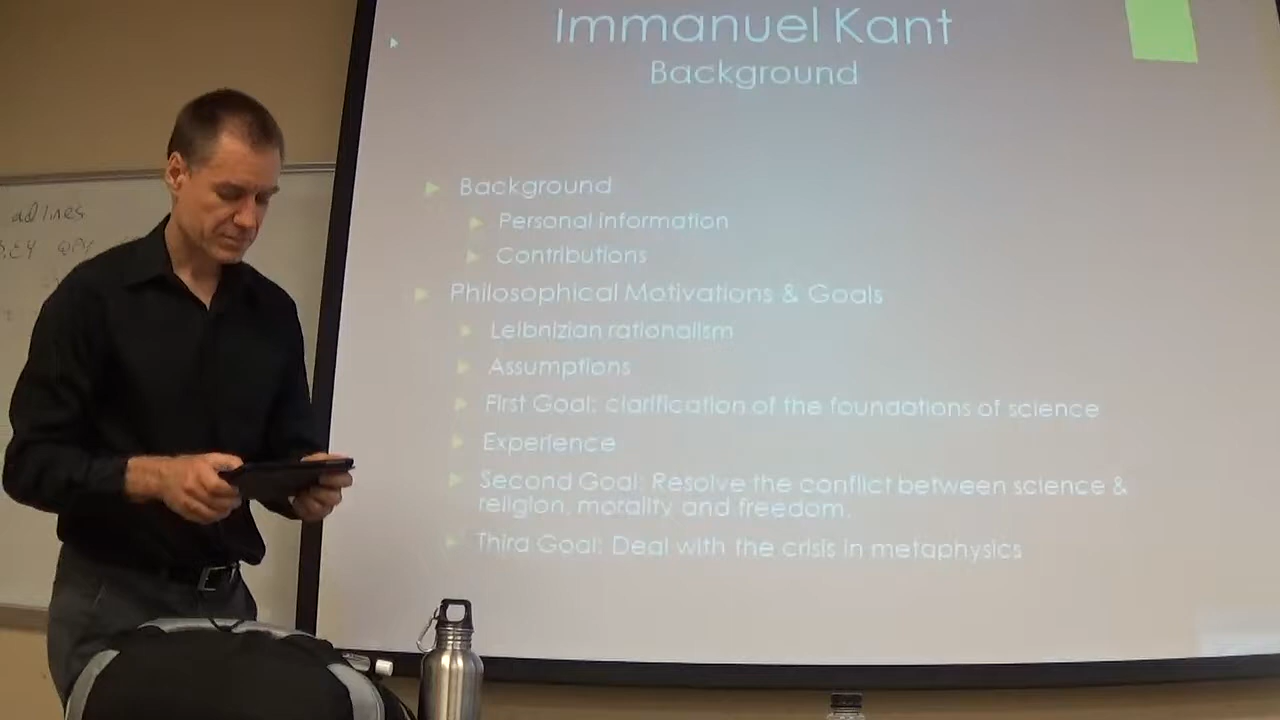 Immanuel Kant
Background
Background
Personal Information
Contributions
Philosophical Motivations & Goals
Leibnizian rationalism
Assumptions
First Goal: clarification of the foundations of science
Experience
Second Goal: Resolve the conflict between science &
religion, morality and freedom.
Third Goal: Deal with the crisis in metaphysics
adlines